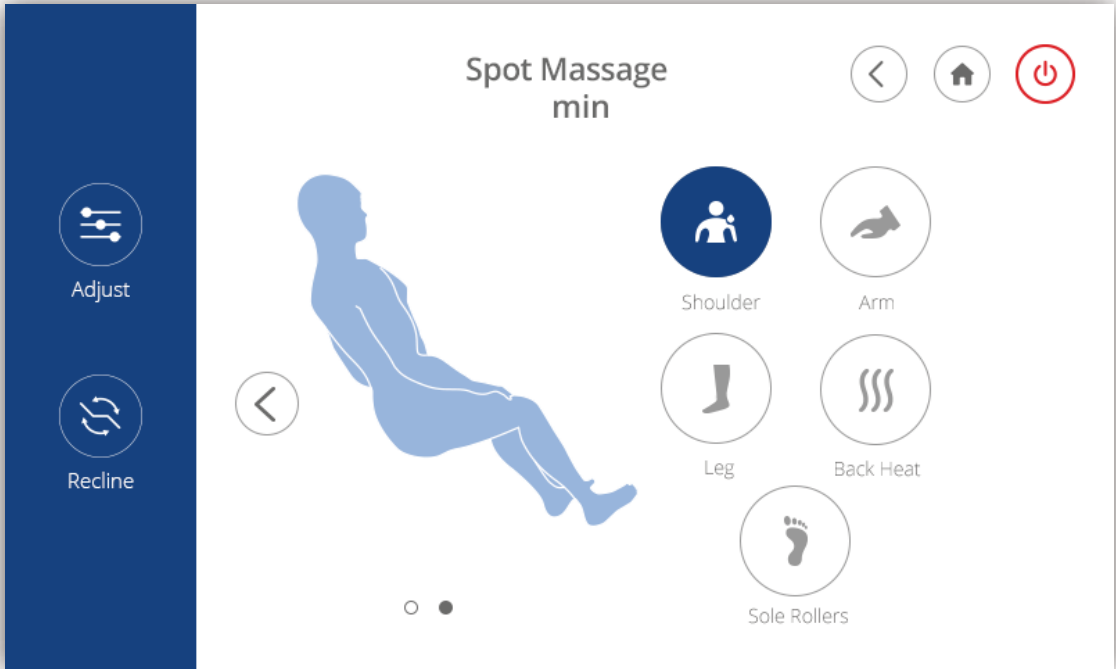 Spot Massage
min
Adjust
Recline
Shoulder
Arm
Leg
Back Heat
Sole Rollers